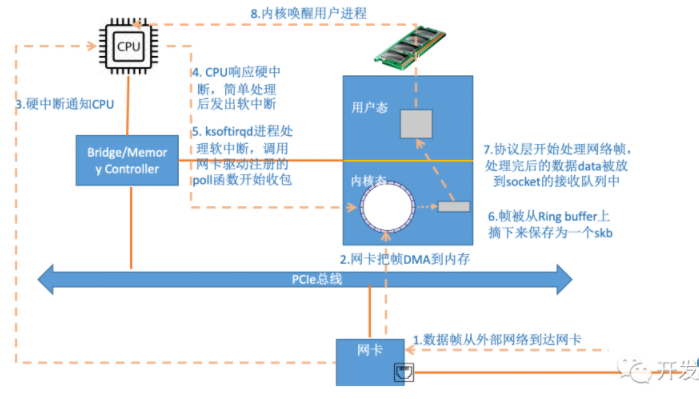 8.内核唤醒用户进程
CPU
3.硬中断通知CPU
4. CPU响应硬中
断，简单处理
后发出软中断
5. ksoftirqd进程处
理软中断，调用
网卡驱动注册的
poll函数开始收包
Bridge/Memor
y Controller
用户态
内核态
7.协议层开始处理网络帧，
处理完后的数据data被放
到socket的接收队列中
6.帧被从Ring buffer上
摘下来保存为一个skb
2.网卡把帧DMA到内存
PCIe总线
1.数据帧从外部网络到达网卡
网卡
开发